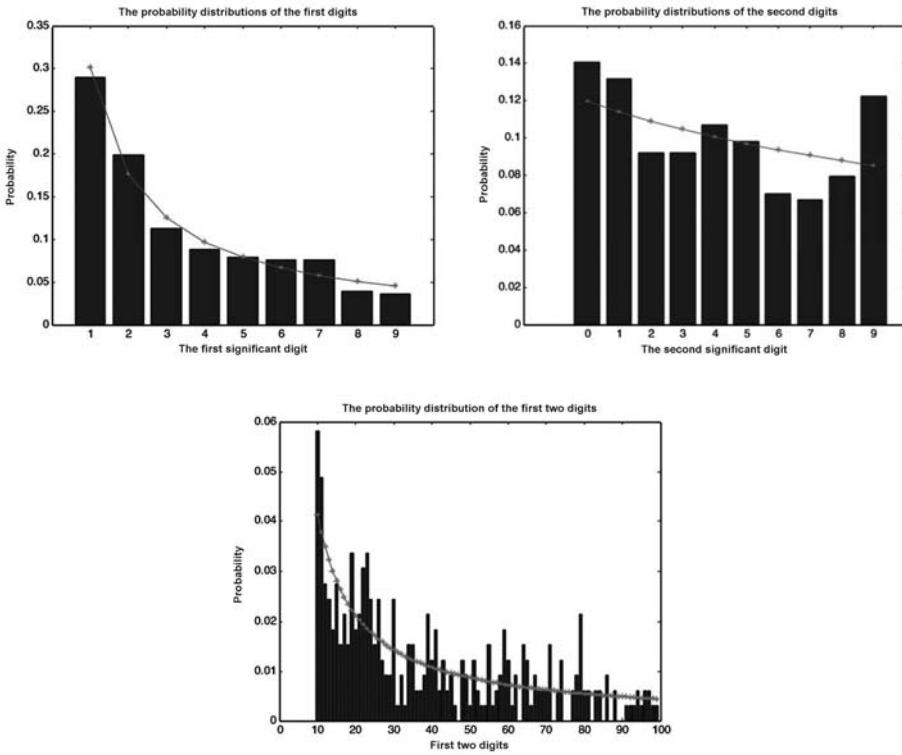 The probability distributions of the first digits
0.35
0.3
0.25
0.2
0.15
0.1
0.05
0
Probability
1 2 3 4 5 6 7 8 9
The first significant digit
The probability distributions of the second digits
0.16
0.14
0.12
0.1
0.08
0.06
0.04
0.02
0
Probability
0 1 2 3 4 5 6 7 8 9
The second significant digit
The probability distribution of the first two digits
0.06
0.05
0.04
0.03
0.02
0.01
0
Probability
0 10 20 30 40 50 60 70 80 90 100
First two digits